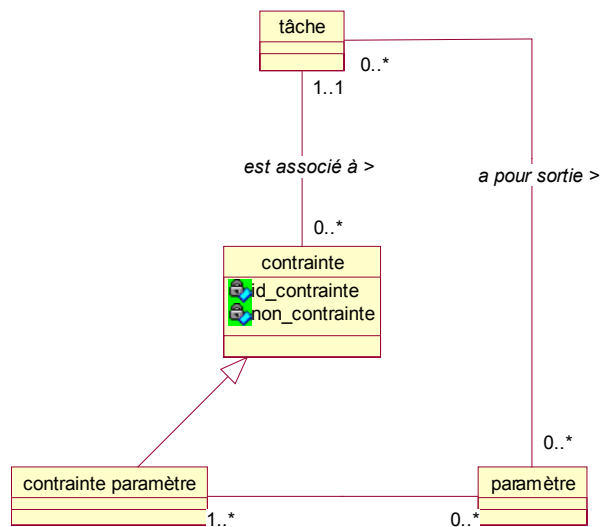 tâche
0..*
1..1
est associé à >
a pour sortie >
0..*
contrainte
id_contrainte
non_contrainte
0..*
contrainte paramètre
paramètre
1..*
0..*